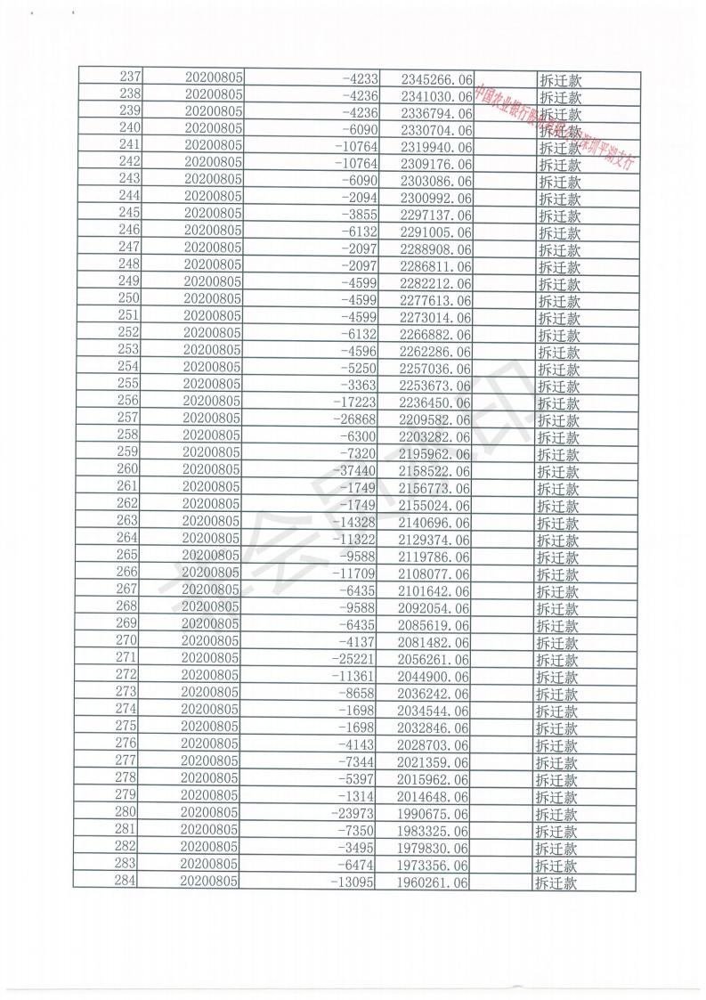 237 20200805 -4233 2345266.06 拆迁款
238 20200805 -4236 2341030.06 拆迁款
239 20200805 -4236 2336794.06 拆迁款
240 20200805 -6090 2330704.06 拆迁款
241 20200805 -10764 2319940.06 拆迁款
242 20200805 -10764 2309176.06 拆迁款
243 20200805 -6090 2303086.06 拆迁款
244 20200805 -2094 2300992.06 拆迁款
245 20200805 -3855 2297137.06 拆迁款
246 20200805 -6132 2291005.06 拆迁款
247 20200805 -2097 2288908.06 拆迁款
248 20200805 -2097 2286811.06 拆迁款
249 20200805 -4599 2282212.06 拆迁款
250 20200805 -4599 2277613.06 拆迁款
251 20200805 -4599 2273014.06 拆迁款
252 20200805 -6132 2266882.06 拆迁款
253 20200805 -4596 2262286.06 拆迁款
254 20200805 -5250 2257036.06 拆迁款
255 20200805 -3363 2253673.06 拆迁款
256 20200805 -17223 2236450.06 拆迁款
257 20200805 -26868 2209582.06 拆迁款
258 20200805 -6300 2203282.06 拆迁款
259 20200805 -7320 2195962.06 拆迁款
260 20200805 -37440 2158522.06 拆迁款
261 20200805 -1749 2156773.06 拆迁款
262 20200805 -1749 2155024.06 拆迁款
263 20200805 -14328 2140696.06 拆迁款
264 20200805 -11322 2129374.06 拆迁款
265 20200805 -9588 2119786.06 拆迁款
266 20200805 -11709 2108077.06 拆迁款
267 20200805 -6435 2101642.06 拆迁款
268 20200805 -9588 2092054.06 拆迁款
269 20200805 -6435 2085619.06 拆迁款
270 20200805 -4137 2081482.06 拆迁款
271 20200805 -25221 2056261.06 拆迁款
272 20200805 -11361 2044900.06 拆迁款
273 20200805 -8658 2036242.06 拆迁款
274 20200805 -1698 2034544.06 拆迁款
275 20200805 -1698 2032846.06 拆迁款
276 20200805 -4143 2028703.06 拆迁款
277 20200805 -7344 2021359.06 拆迁款
278 20200805 -5397 2015962.06 拆迁款
279 20200805 -1314 2014648.06 拆迁款
280 20200805 -23973 1990675.06 拆迁款
281 20200805 -7350 1983325.06 拆迁款
282 20200805 -3495 1979830.06 拆迁款
283 20200805 -6474 1973356.06 拆迁款
284 20200805 -13095 1960261.06 拆迁款
中国农业银行股份有限公司深圳平湖支行
非会员水印